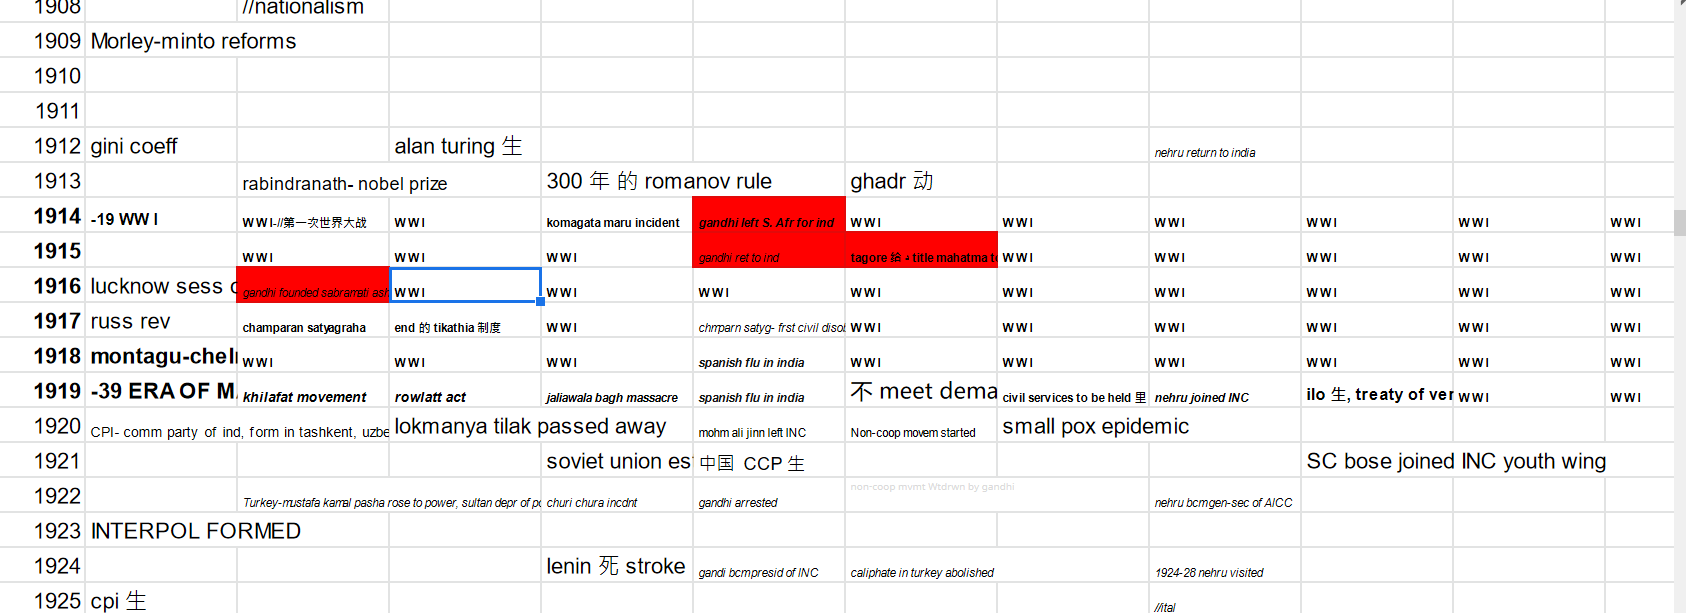 1908 //nationalism
1909 Morley-minto reforms
1910
1911
1912 gini coeff alan turing 生 nehru return to india
1913 rabindranath- nobel prize 300 年 的 romanov rule ghadr 动
1914 -19 WW I WWI-//第一次世界大战 WWI komagata maru incident gandhi left S. Afr for ind WWI WWI WWI WWI WWI WWI
1915 WWI WWI WWI gandhi ret to ind tagore 给 - title mahatma t WWI WWI WWI WWI WWI
1916 lucknow sess gandhi founded sabramati ash WWI WWI WWI WWI WWI WWI WWI WWI WWI
1917 russ rev champaran satyagraha end 的 tikathia 制度 WWI chmparn satyg- frst civil disob WWI WWI WWI WWI WWI WWI
1918 montagu-chel WWI WWI WWI spanish flu in india WWI WWI WWI WWI WWI WWI
1919 -39 ERA OF M khilafat movement rowlatt act jaliawala bagh massacre spanish flu in india 不 meet dema civil services to be held 里 nehru joined INC ilo 生, treaty of ver WWI WWI
1920 CPI- comm party of ind, form in tashkent, uzbe lokmanya tilak passed away mohm ali jinn left INC Non-coop movem started small pox epidemic
1921 soviet union es 中国 CCP 生 SC bose joined INC youth wing
1922 Turkey-mustafa kamal pasha rose to power, sultan depr of po churi chura incdnt gandhi arrested non-coop mvmt Wtdrwn by gandhi nehru bcmgen-sec of AICC
1923 INTERPOL FORMED
1924 lenin 死 stroke gandi bcmpresid of INC caliphate in turkey abolished 1924-28 nehru visited
1925 cpi 生 //ital